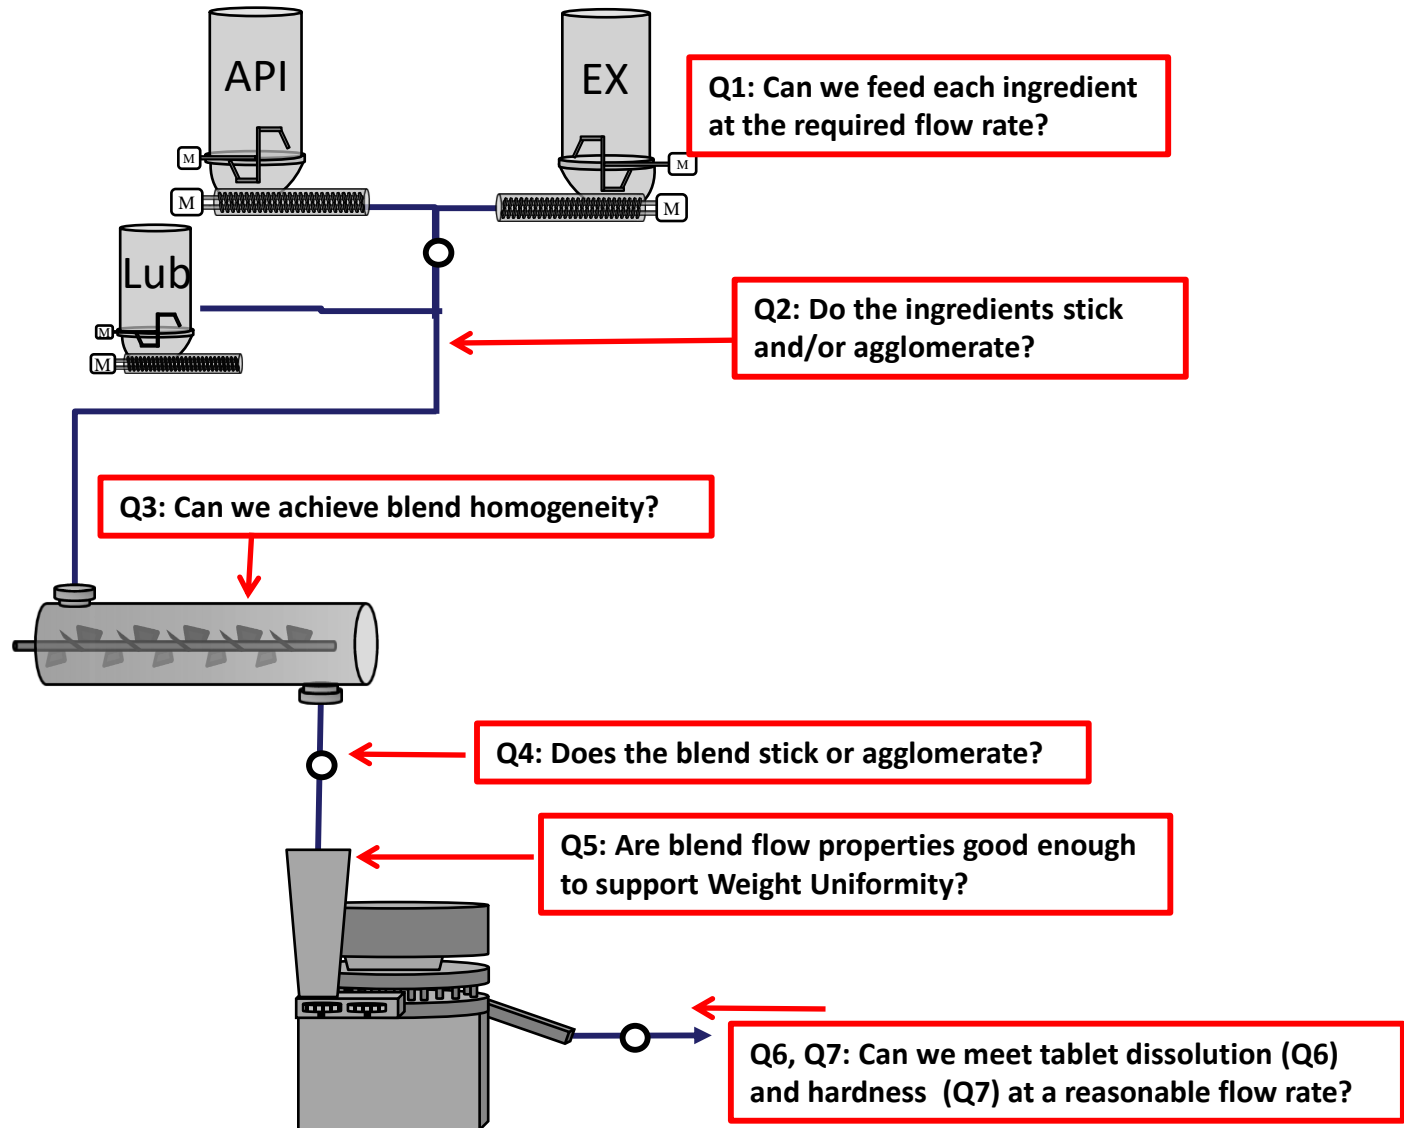 API
EX
Q1: Can we feed each ingredient
at the required flow rate?
M
M
M
M
Lub
M
M
Q2: Do the ingredients stick
and/or agglomerate?
Q3: Can we achieve blend homogeneity?
Q4: Does the blend stick or agglomerate?
Q5: Are blend flow properties good enough
to support Weight Uniformity?
Q6, Q7: Can we meet tablet dissolution (Q6)
and hardness (Q7) at a reasonable flow rate?